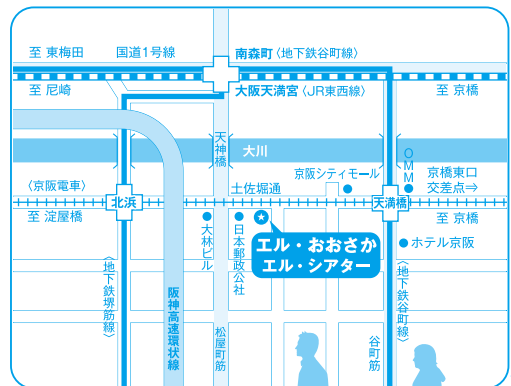 至 東梅田
国道1号線
南森町〈地下鉄谷町線〉
至 尼崎
大阪天満宮〈JR東西線〉
至 京橋
天神橋
大川
〈京阪電車〉
北浜
土佐堀通
京阪シティモール
天満橋
OMM
京橋東口
交差点⇒
至 淀屋橋
至 京橋
大林ビル
日本郵政公社
エル・おおさか
エル・シアター
ホテル京阪
〈地下鉄堺筋線〉
阪神高速環状線
松屋町筋
谷町筋
〈地下鉄谷町線〉